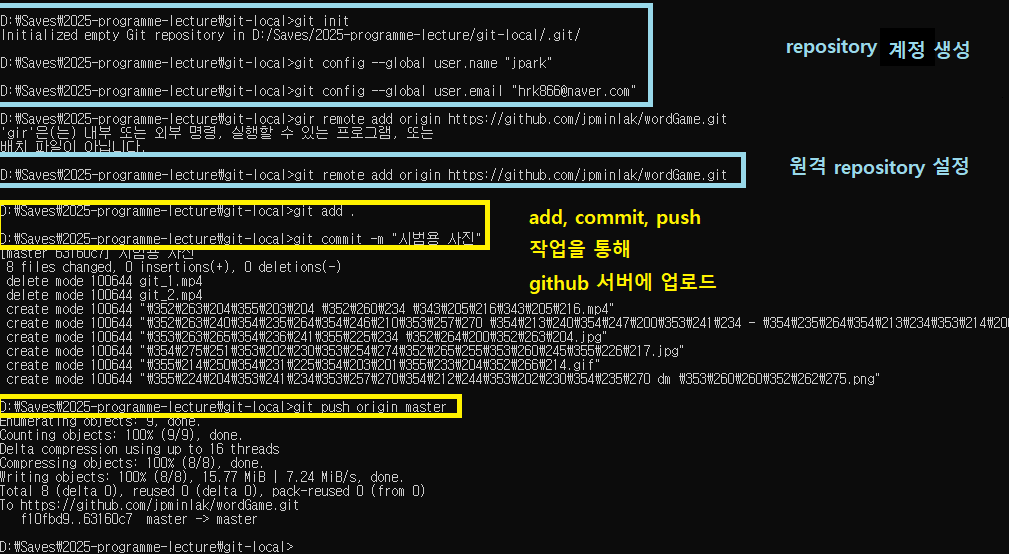 D:\Saves\2025-programme-lecture\git-local>git init
Initialized empty Git repository in D:/Saves/2025-programme-lecture/git-local/.git/
D:\Saves\2025-programme-lecture\git-local>git config --global user.name "jpark"
D:\Saves\2025-programme-lecture\git-local>git config --global user.email "hrk866@naver.com"
repository 계정 생성
D:\Saves\2025-programme-lecture\git-local>gir remote add origin https://github.com/jpminlak/wordGame.git
'gir'은(는) 내부 또는 외부 명령, 실행할 수 있는 프로그램, 또는
배치 파일이 아닙니다.
D:\Saves\2025-programme-lecture\git-local>git remote add origin https://github.com/jpminlak/wordGame.git
원격 repository 설정
D:\Saves\2025-programme-lecture\git-local>git add .
D:\Saves\2025-programme-lecture\git-local>git commit -m "시범용 사진"
add, commit, push
작업을 통해
github 서버에 업로드
[master 63160c7] 시범용 사진
8 files changed, 0 insertions(+), 0 deletions(-)
delete mode 100644 git_1.mp4
delete mode 100644 git_2.mp4
create mode 100644 "\352\263\204\355\203\204 \352\260\234 \343\205\216\343\205\216.mp4"
create mode 100644 "\352\263\240\354\235\264\354\246\210\353\257\270 \354\213\240\354\247\200\353\241\234 - \354\235\264\354\213\234\353\214\200
create mode 100644 "\353\263\265\354\236\241\355\225\234 \352\264\200\352\263\204.jpg"
create mode 100644 "\354\275\251\353\202\230\353\254\274\352\265\255\353\260\245\355\226\217.jpg"
create mode 100644 "\355\214\250\354\231\225\354\203\201\355\233\204\352\266\214.gif"
create mode 100644 "\355\224\204\353\241\234\353\257\270\354\212\244\353\202\230\354\235\270 dm \353\260\260\352\262\275.png"
D:\Saves\2025-programme-lecture\git-local>git push origin master
Enumerating objects: 9, done.
Counting objects: 100% (9/9), done.
Delta compression using up to 16 threads
Compressing objects: 100% (8/8), done.
Writing objects: 100% (8/8), 15.77 MiB | 7.24 MiB/s, done.
Total 8 (delta 0), reused 0 (delta 0), pack-reused 0 (from 0)
To https://github.com/jpminlak/wordGame.git
f10fbd9..63160c7 master -> master
D:\Saves\2025-programme-lecture\git-local>